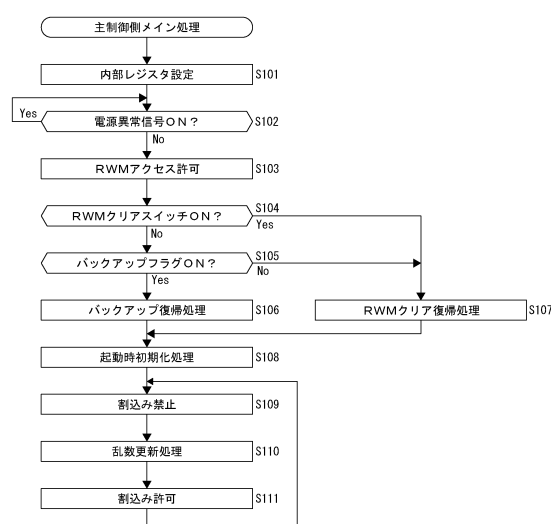 主制御側メイン処理
内部レジスタ設定 S101
Yes
電源異常信号ON? S102
No
RWMアクセス許可 S103
RWMクリアスイッチON? S104
Yes
No
バックアップフラグON? S105
No
Yes
バックアップ復帰処理 S106
RWMクリア復帰処理 S107
起動時初期化処理 S108
割込み禁止 S109
乱数更新処理 S110
割込み許可 S111